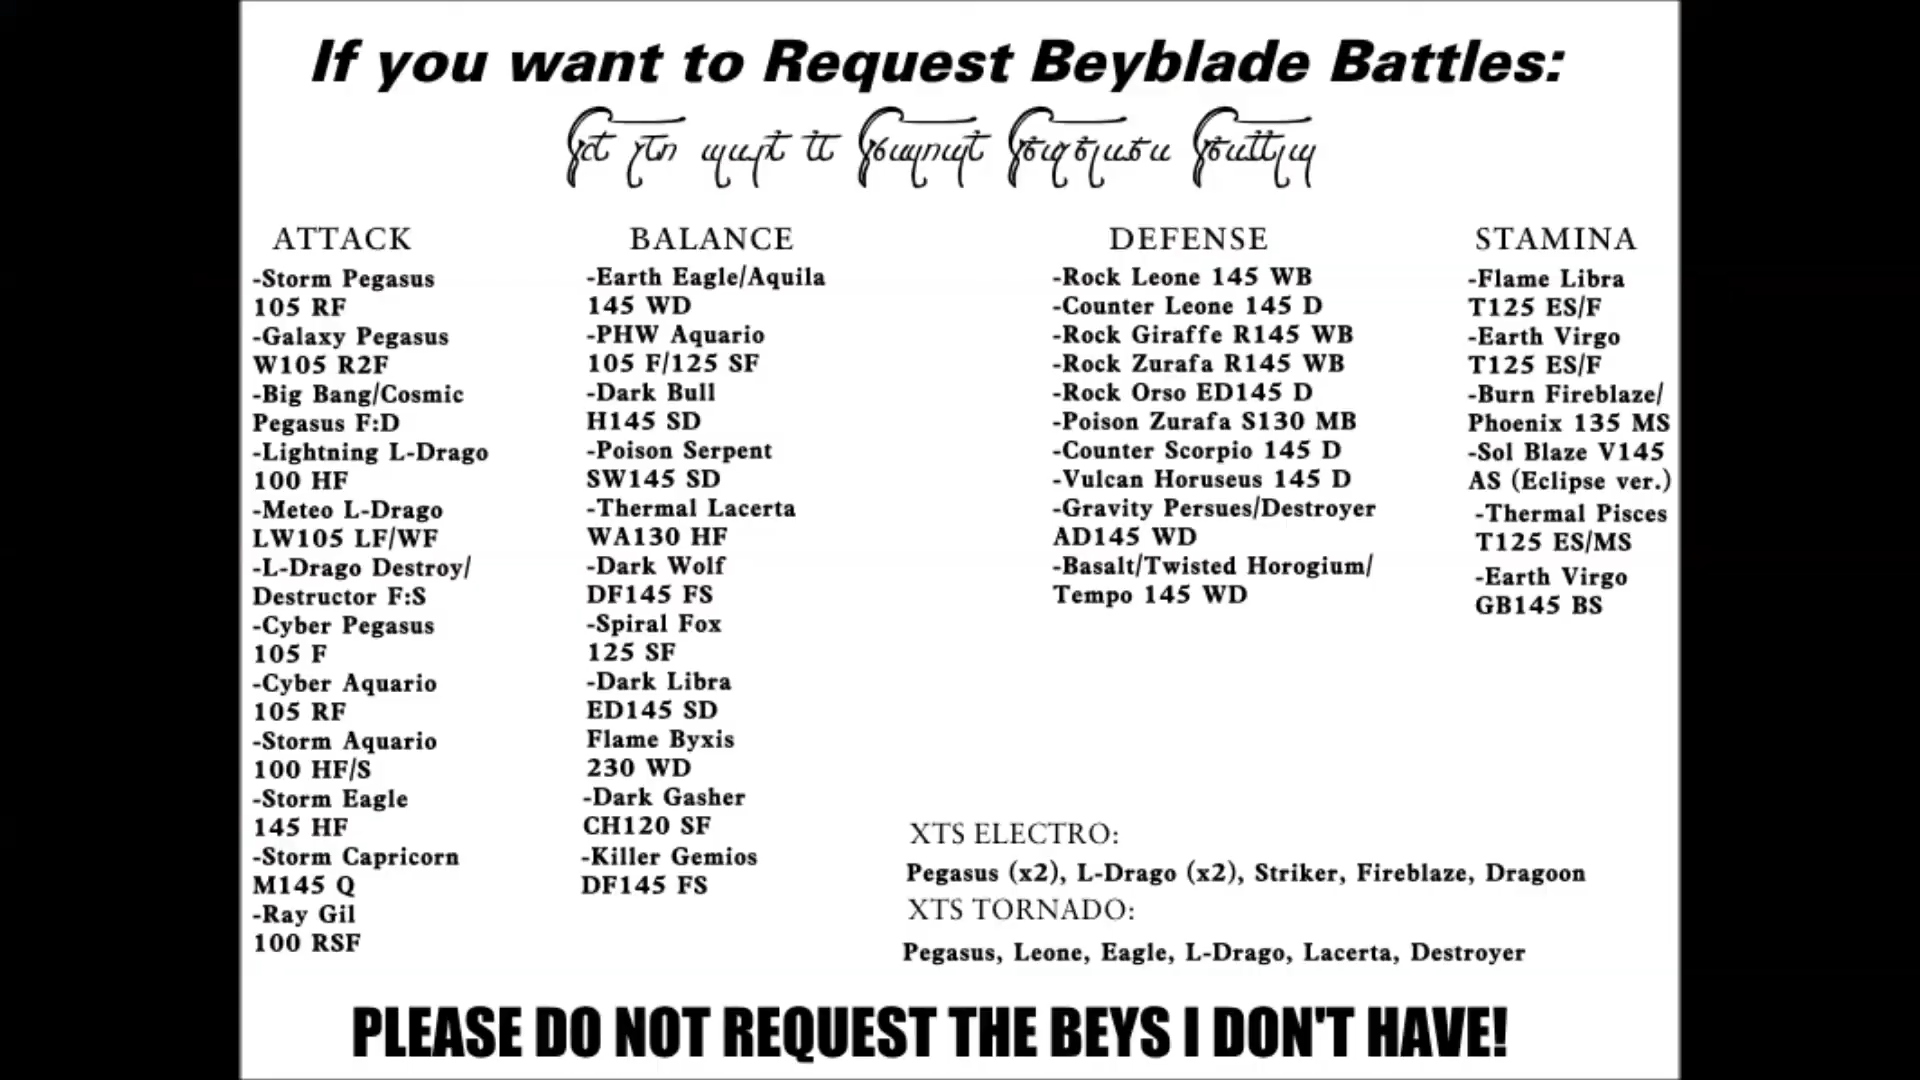 If you want to Request Beyblade Battles:
ATTACK
-Storm Pegasus
105 RF
-Galaxy Pegasus
W105 R2F
-Big Bang/Cosmic
Pegasus F:D
-Lightning L-Drago
100 HF
-Meteo L-Drago
LW105 LF/WF
-L-Drago Destroy/
Destructor F:S
-Cyber Pegasus
105 F
-Cyber Aquario
105 RF
-Storm Aquario
100 HF/S
-Storm Eagle
145 HF
-Storm Capricorn
M145 Q
-Ray Gil
100 RSF
BALANCE
-Earth Eagle/Aquila
145 WD
-PHW Aquario
105 F/125 SF
-Dark Bull
H145 SD
-Poison Serpent
SW145 SD
-Thermal Lacerta
WA130 HF
-Dark Wolf
DF145 FS
-Spiral Fox
125 SF
-Dark Libra
ED145 SD
Flame Byxis
230 WD
-Dark Gasher
CH120 SF
-Killer Gemios
DF145 FS
DEFENSE
-Rock Leone 145 WB
-Counter Leone 145 D
-Rock Giraffe R145 WB
-Rock Zurafa R145 WB
-Rock Orso ED145 D
-Poison Zurafa S130 MB
-Counter Scorpio 145 D
-Vulcan Horuseus 145 D
-Gravity Persues/Destroyer
AD145 WD
-Basalt/Twisted Horogium/
Tempo 145 WD
STAMINA
-Flame Libra
T125 ES/F
-Earth Virgo
T125 ES/F
-Burn Fireblaze/
Phoenix 135 MS
-Sol Blaze V145
AS (Eclipse ver.)
-Thermal Pisces
T125 ES/MS
-Earth Virgo
GB145 BS
XTS ELECTRO:
Pegasus (x2), L-Drago (x2), Striker, Fireblaze, Dragoon
XTS TORNADO:
Pegasus, Leone, Eagle, L-Drago, Lacerta, Destroyer
PLEASE DO NOT REQUEST THE BEYS I DON'T HAVE!